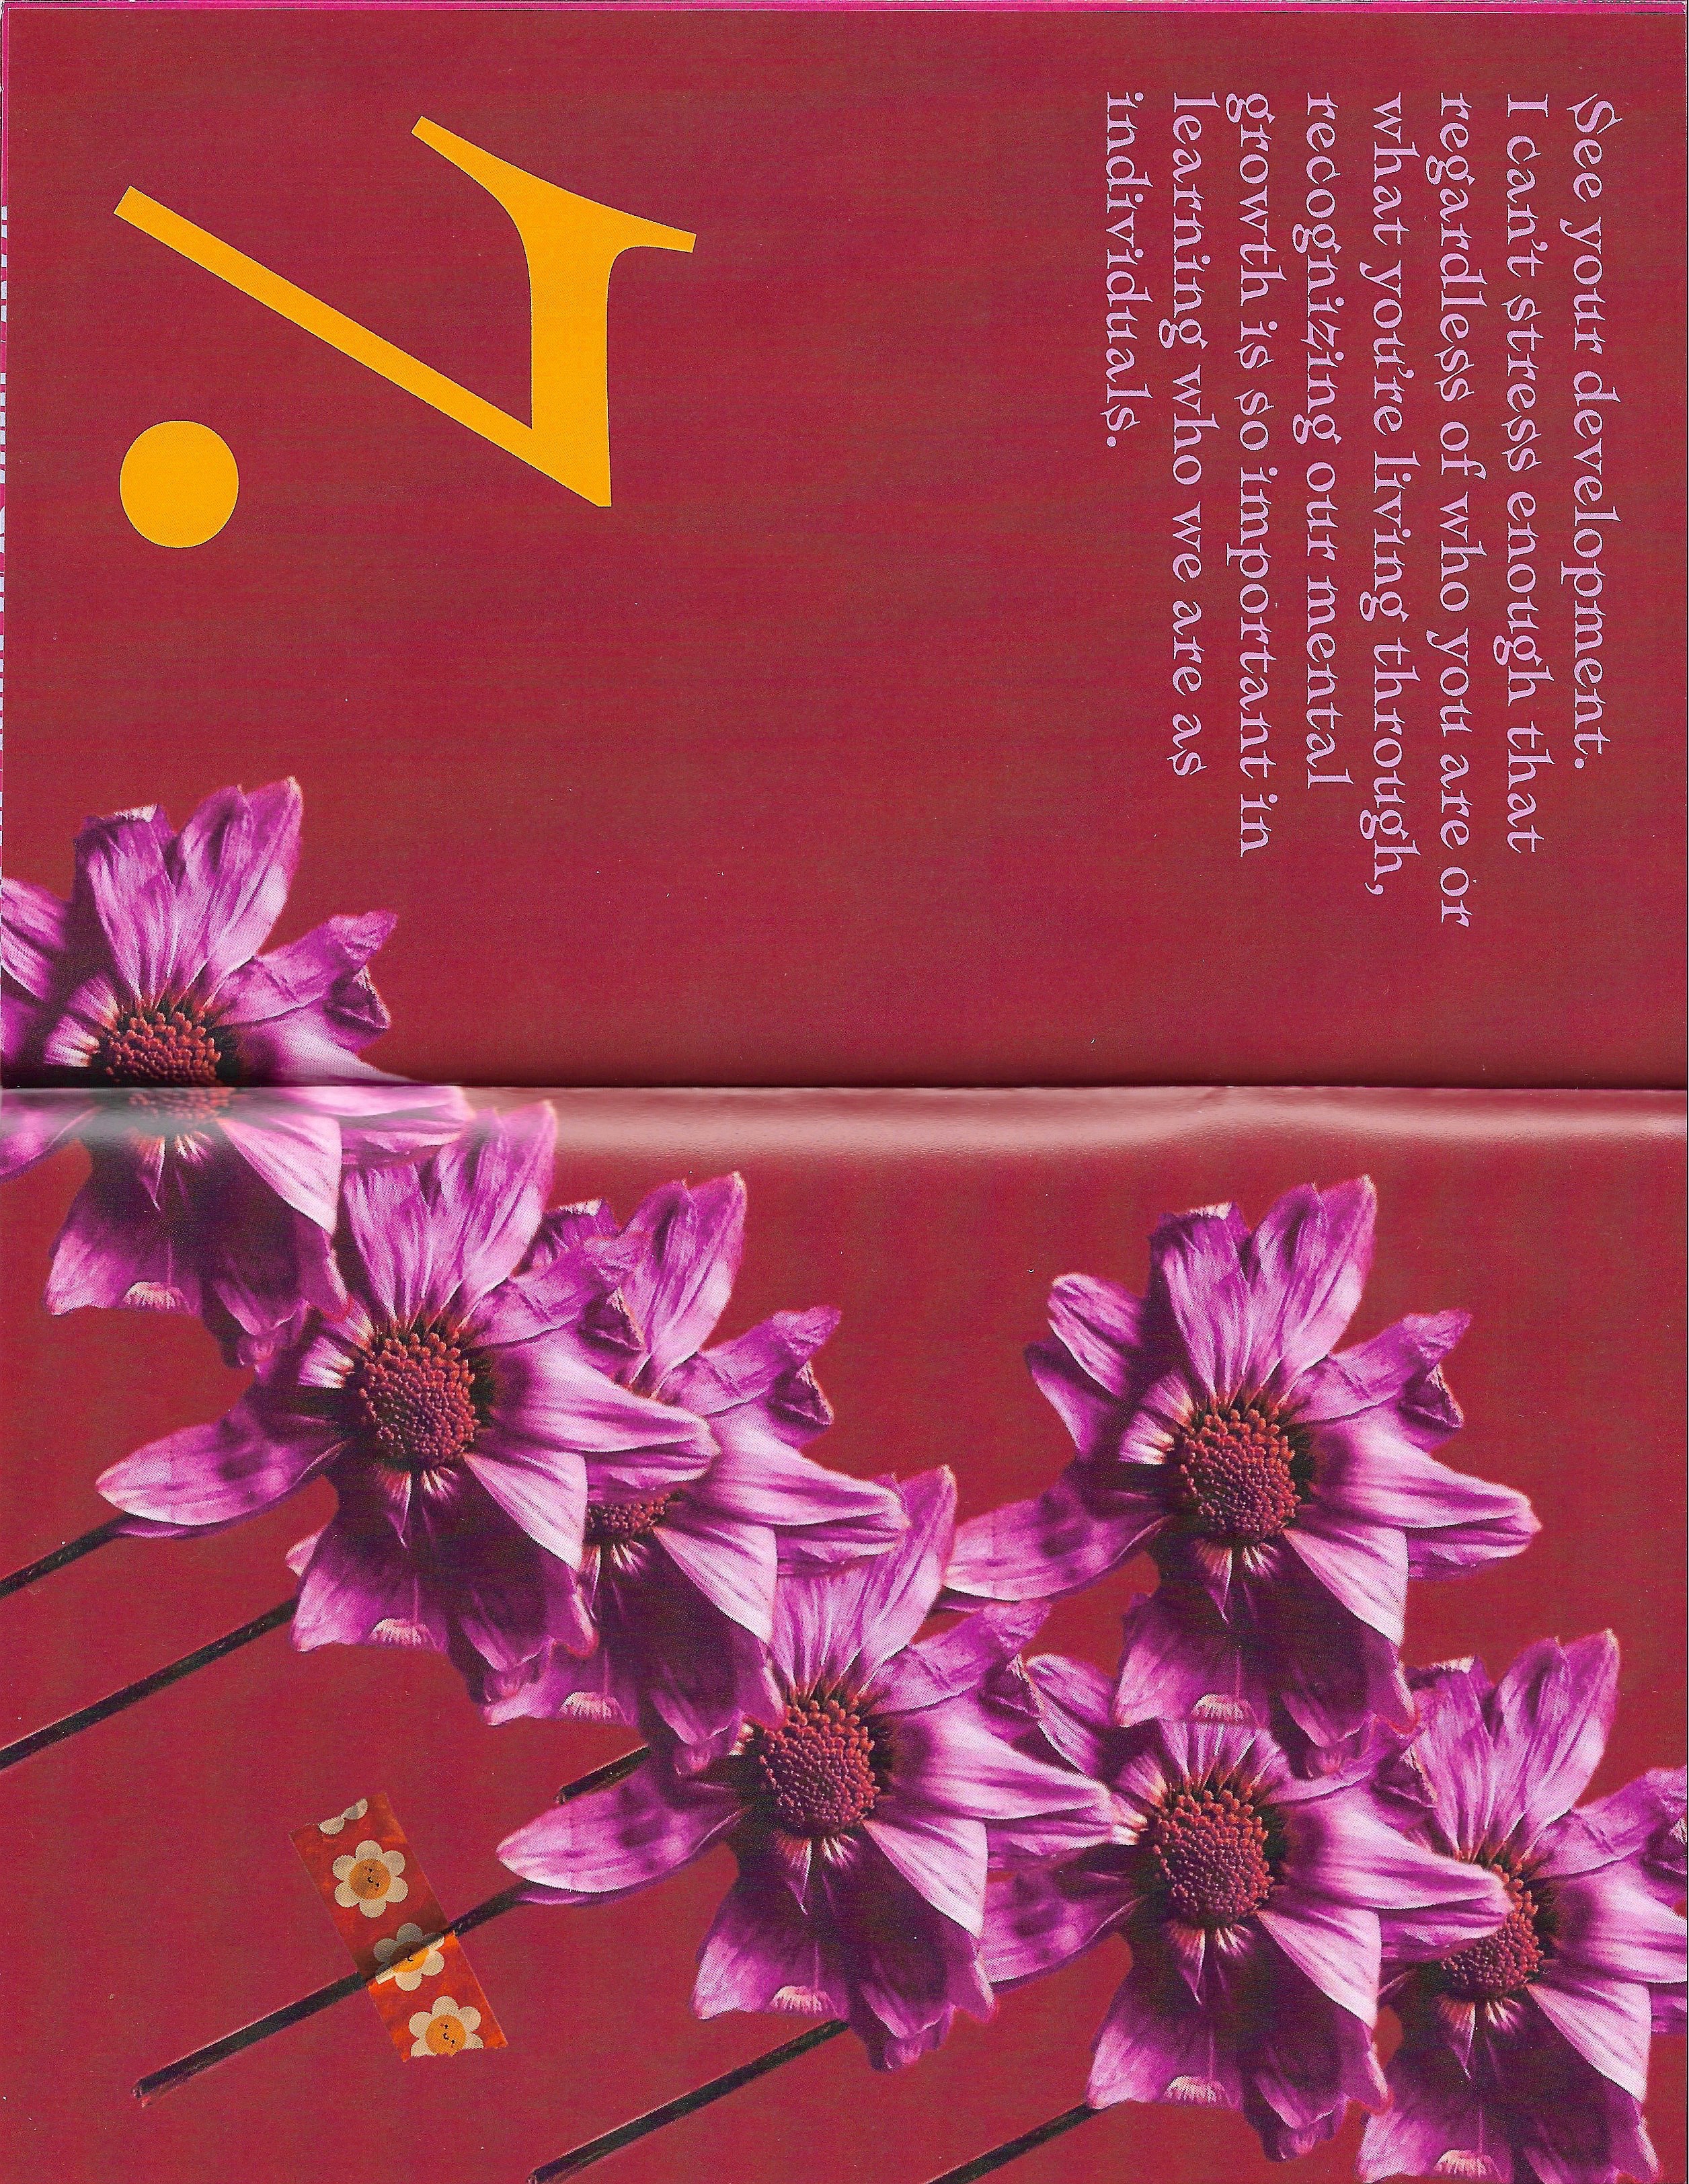 See your development.
I can't stress enough that
regardless of who you are or
what you're living through,
recognizing our mental
growth is so important in
learning who we are as
individuals.
7.